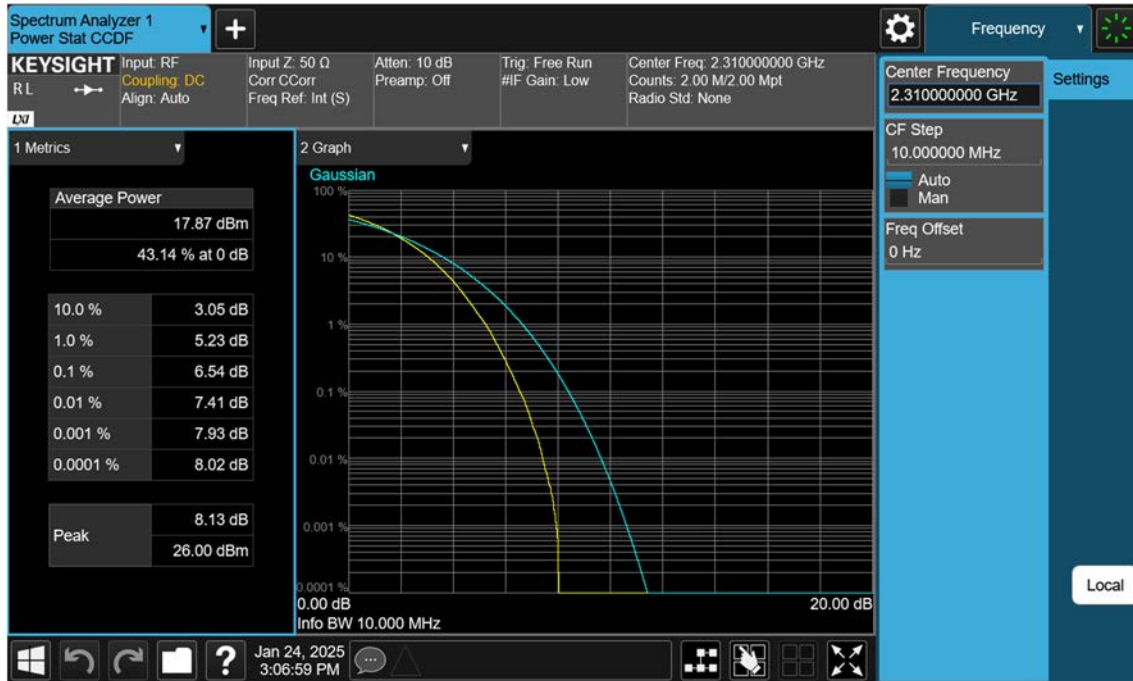 Spectrum Analyzer 1
Power Stat CCDF
Frequency
KEYSIGHT
RL
LXI
Input: RF
Coupling: DC
Align: Auto
Input Z: 50 Ω
Corr CCorr
Freq Ref: Int (S)
Atten: 10 dB
Preamp: Off
Trig: Free Run
#IF Gain: Low
Center Freq: 2.310000000 GHz
Counts: 2.00 M/2.00 Mpt
Radio Std: None
Center Frequency
2.310000000 GHz
Settings
CF Step
10.000000 MHz
Auto
Man
Freq Offset
0 Hz
1 Metrics
Average Power
17.87 dBm
43.14 % at 0 dB
10.0 % 3.05 dB
1.0 % 5.23 dB
0.1 % 6.54 dB
0.01 % 7.41 dB
0.001 % 7.93 dB
0.0001 % 8.02 dB
Peak
8.13 dB
26.00 dBm
2 Graph
Gaussian
100 %
10 %
1 %
0.1 %
0.01 %
0.001 %
0.0001 %
0.00 dB 20.00 dB
Info BW 10.000 MHz
Local
?
Jan 24, 2025
3:06:59 PM